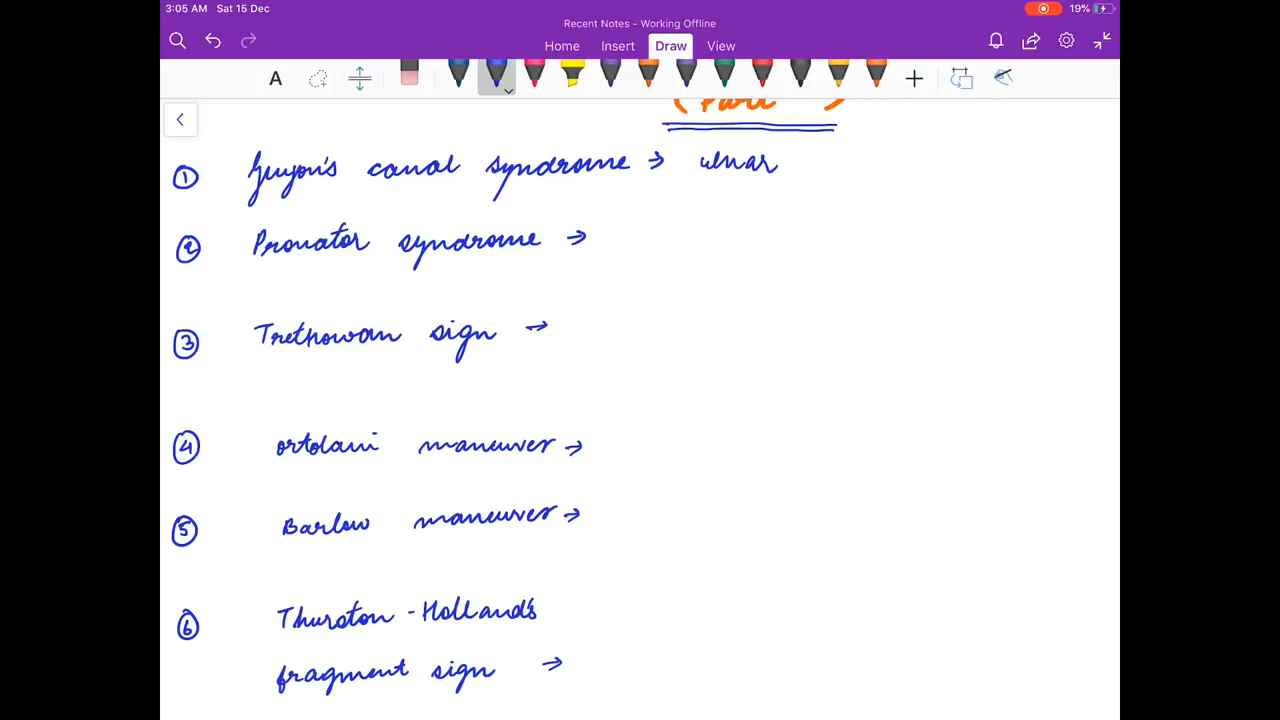 3:05 AM Sat 15 Dec 19%
Recent Notes - Working Offline
Home Insert Draw View
A
(Part )
① Guyon's canal syndrome → ulnar
② Pronator syndrome →
③ Trethowan sign →
④ ortolani maneuver →
⑤ Barlow maneuver →
⑥ Thurston - Holland's
fragment sign →